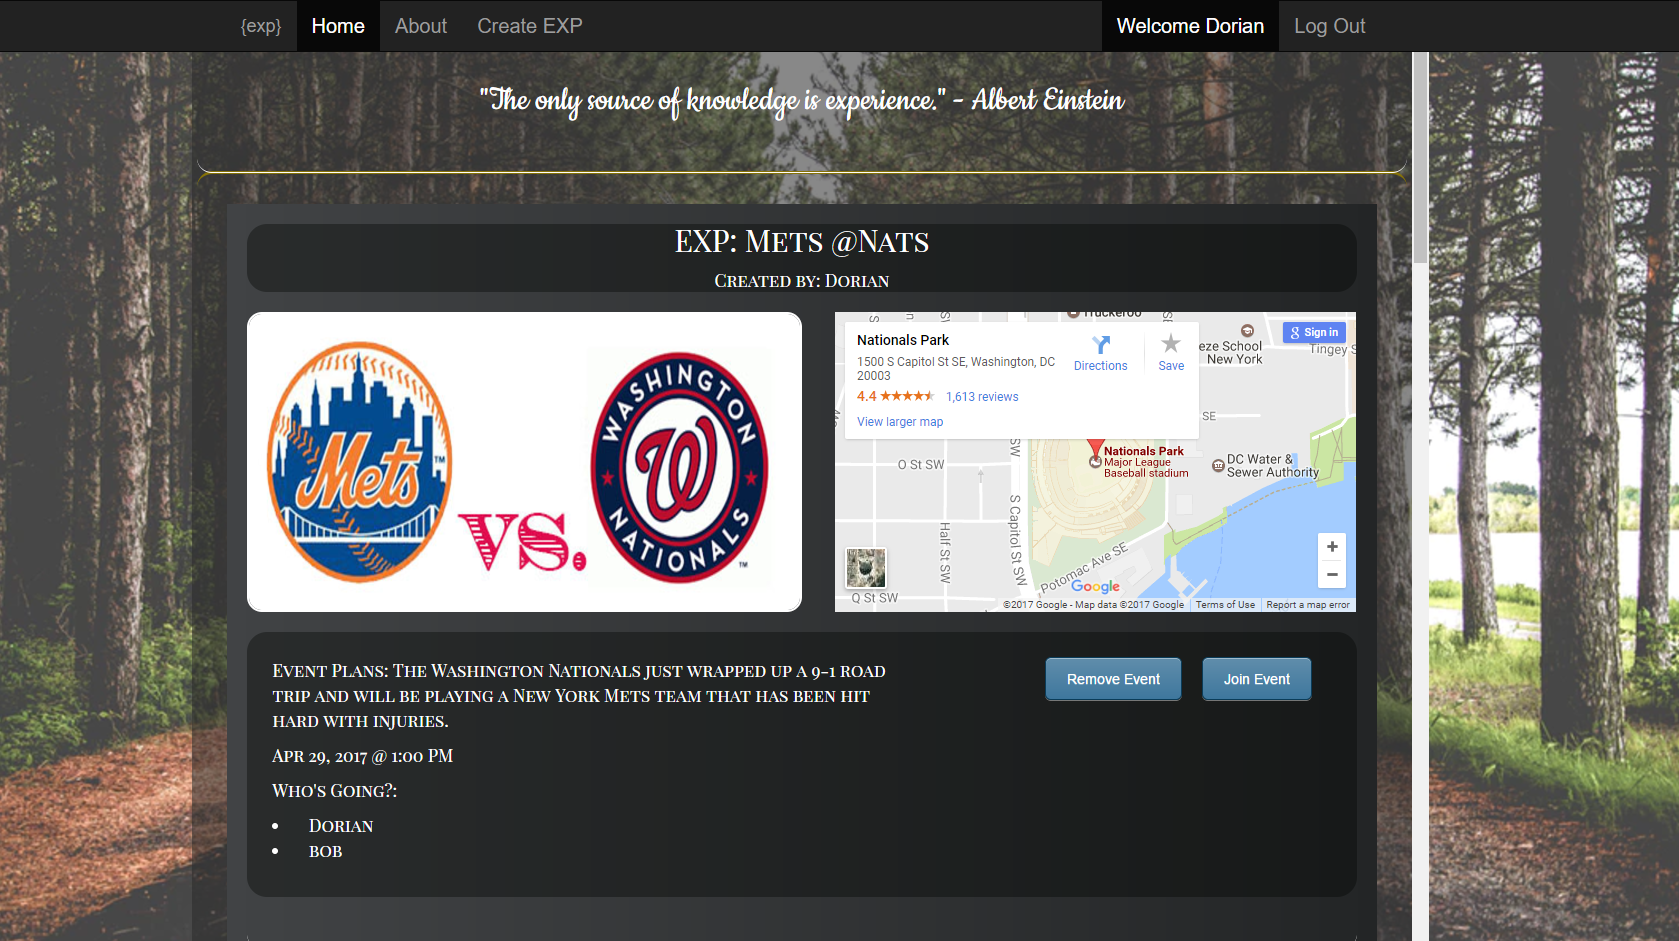 {exp} Home About Create EXP Welcome Dorian Log Out
"The only source of knowledge is experience." - Albert Einstein
EXP: Mets @Nats
Created by: Dorian
Mets
TM
vs.
WASHINGTON
W
NATIONALS
TM
Truckeroo
Nationals Park
1500 S Capitol St SE, Washington, DC
20003
4.4 1,613 reviews
View larger map
Directions
Save
Sign in
eze School
New York
Tingey S
SE
SW
O St SW
Nationals Park
Major League
Baseball stadium
DC Water &
Sewer Authority
S Capitol St SW
Half St SW
Potomac Ave SE
Q St SW
Google
+
−
©2017 Google - Map data ©2017 Google Terms of Use Report a map error
Event Plans: The Washington Nationals just wrapped up a 9-1 road
trip and will be playing a New York Mets team that has been hit
hard with injuries.
Remove Event Join Event
Apr 29, 2017 @ 1:00 PM
Who's Going?:
• Dorian
• bob